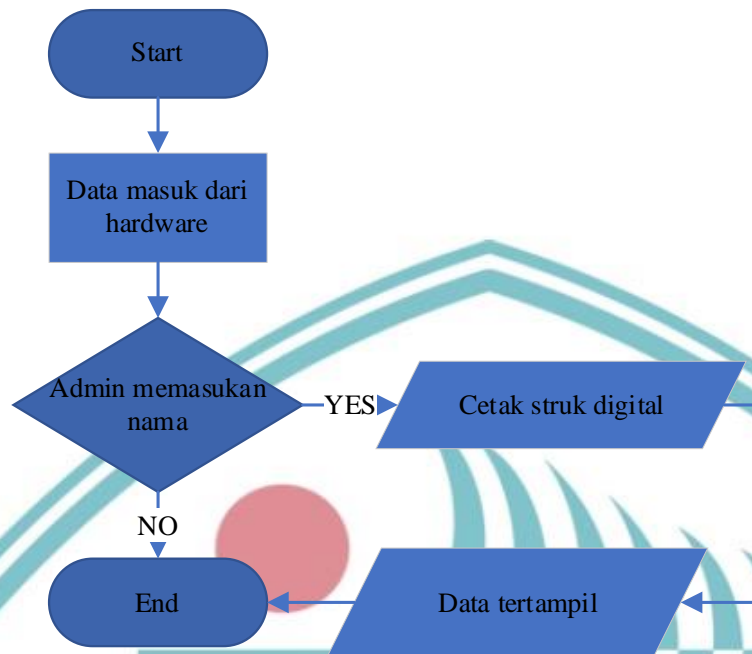 Start
Data masuk dari
hardware
Admin memasukan
nama
YES
Cetak struk digital
NO
End
Data tertampil